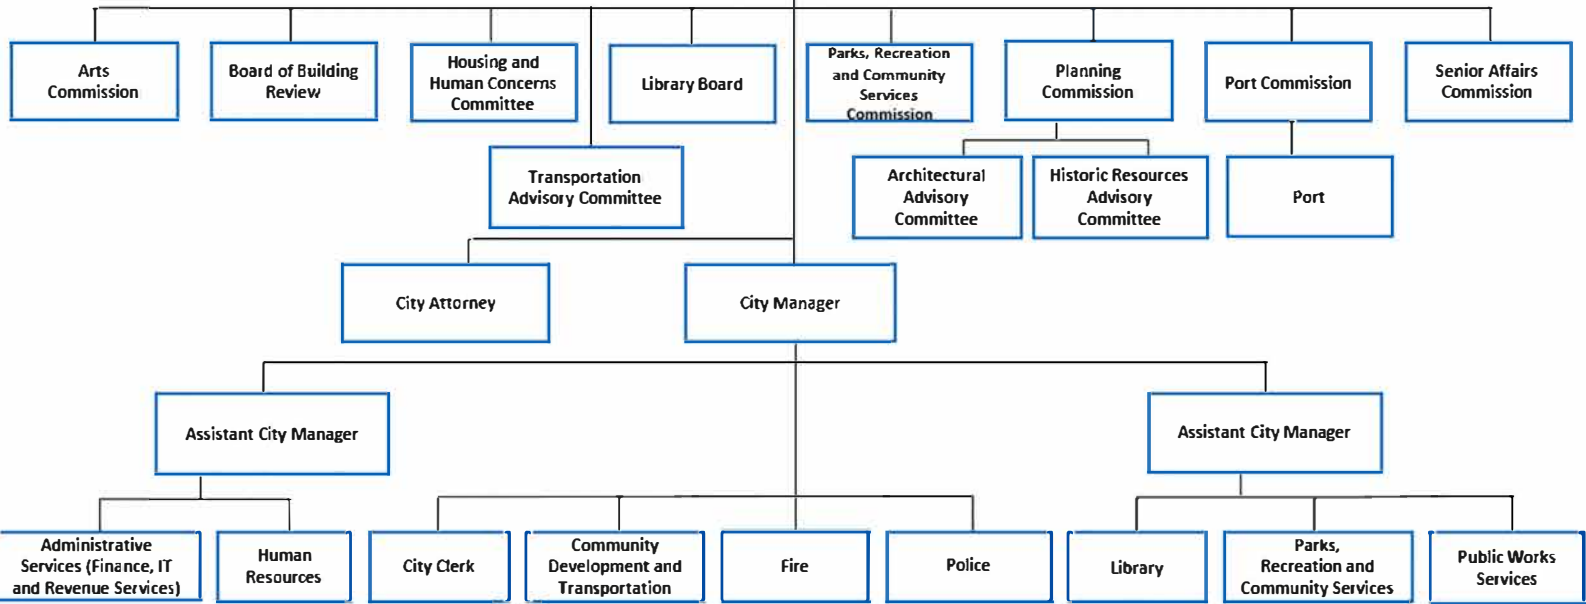 Arts
Commission
Board of Building
Review
Housing and
Human Concerns
Committee
Library Board
Parks, Recreation
and Community
Services
Commission
Planning
Commission
Port Commission
Senior Affairs
Commission
Transportation
Advisory Committee
Architectural
Advisory
Committee
Historic Resources
Advisory
Committee
Port
City Attorney
City Manager
Assistant City Manager
Assistant City Manager
Administrative
Services (Finance, IT
and Revenue Services)
Human
Resources
City Clerk
Community
Development and
Transportation
Fire
Police
Library
Parks,
Recreation and
Community Services
Public Works
Services